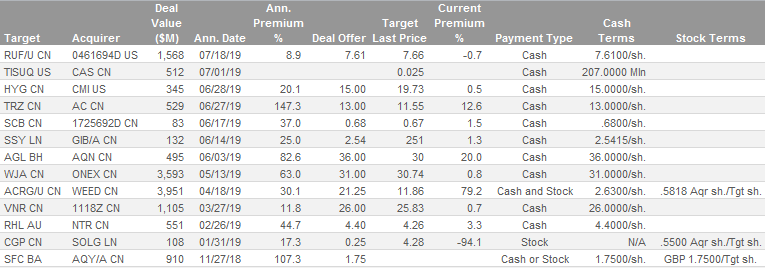 Deal Ann. Target Current
Value Premium Last Price Premium Cash
Target Acquirer ($M) Ann. Date % Deal Offer % Payment Type Terms Stock Terms
RUF/U CN 0461694D US 1,568 07/18/19 8.9 7.61 7.66 -0.7 Cash 7.6100/sh.
TISUQ US CAS CN 512 07/01/19 0.025 Cash 207.0000 Mln
HYG CN CMI US 345 06/28/19 20.1 15.00 19.73 0.5 Cash 15.0000/sh.
TRZ CN AC CN 529 06/27/19 147.3 13.00 11.55 12.6 Cash 13.0000/sh.
SCB CN 1725692D CN 83 06/17/19 37.0 0.68 0.67 1.5 Cash .6800/sh.
SSY LN GIB/A CN 132 06/14/19 25.0 2.54 251 1.3 Cash 2.5415/sh.
AGL BH AQN CN 495 06/03/19 82.6 36.00 30 20.0 Cash 36.0000/sh.
WJA CN ONEX CN 3,593 05/13/19 63.0 31.00 30.74 0.8 Cash 31.0000/sh.
ACRG/U CN WEED CN 3,951 04/18/19 30.1 21.25 11.86 79.2 Cash and Stock 2.6300/sh. .5818 Aqr sh./Tgt sh.
VNR CN 1118Z CN 1,105 03/27/19 11.8 26.00 25.83 0.7 Cash 26.0000/sh.
RHL AU NTR CN 551 02/26/19 44.7 4.40 4.26 3.3 Cash 4.4000/sh.
CGP CN SOLG LN 108 01/31/19 17.3 0.25 4.28 -94.1 Stock N/A .5500 Aqr sh./Tgt sh.
SFC BA AQY/A CN 910 11/27/18 107.3 1.75 Cash or Stock 1.7500/sh. GBP 1.7500/Tgt sh.